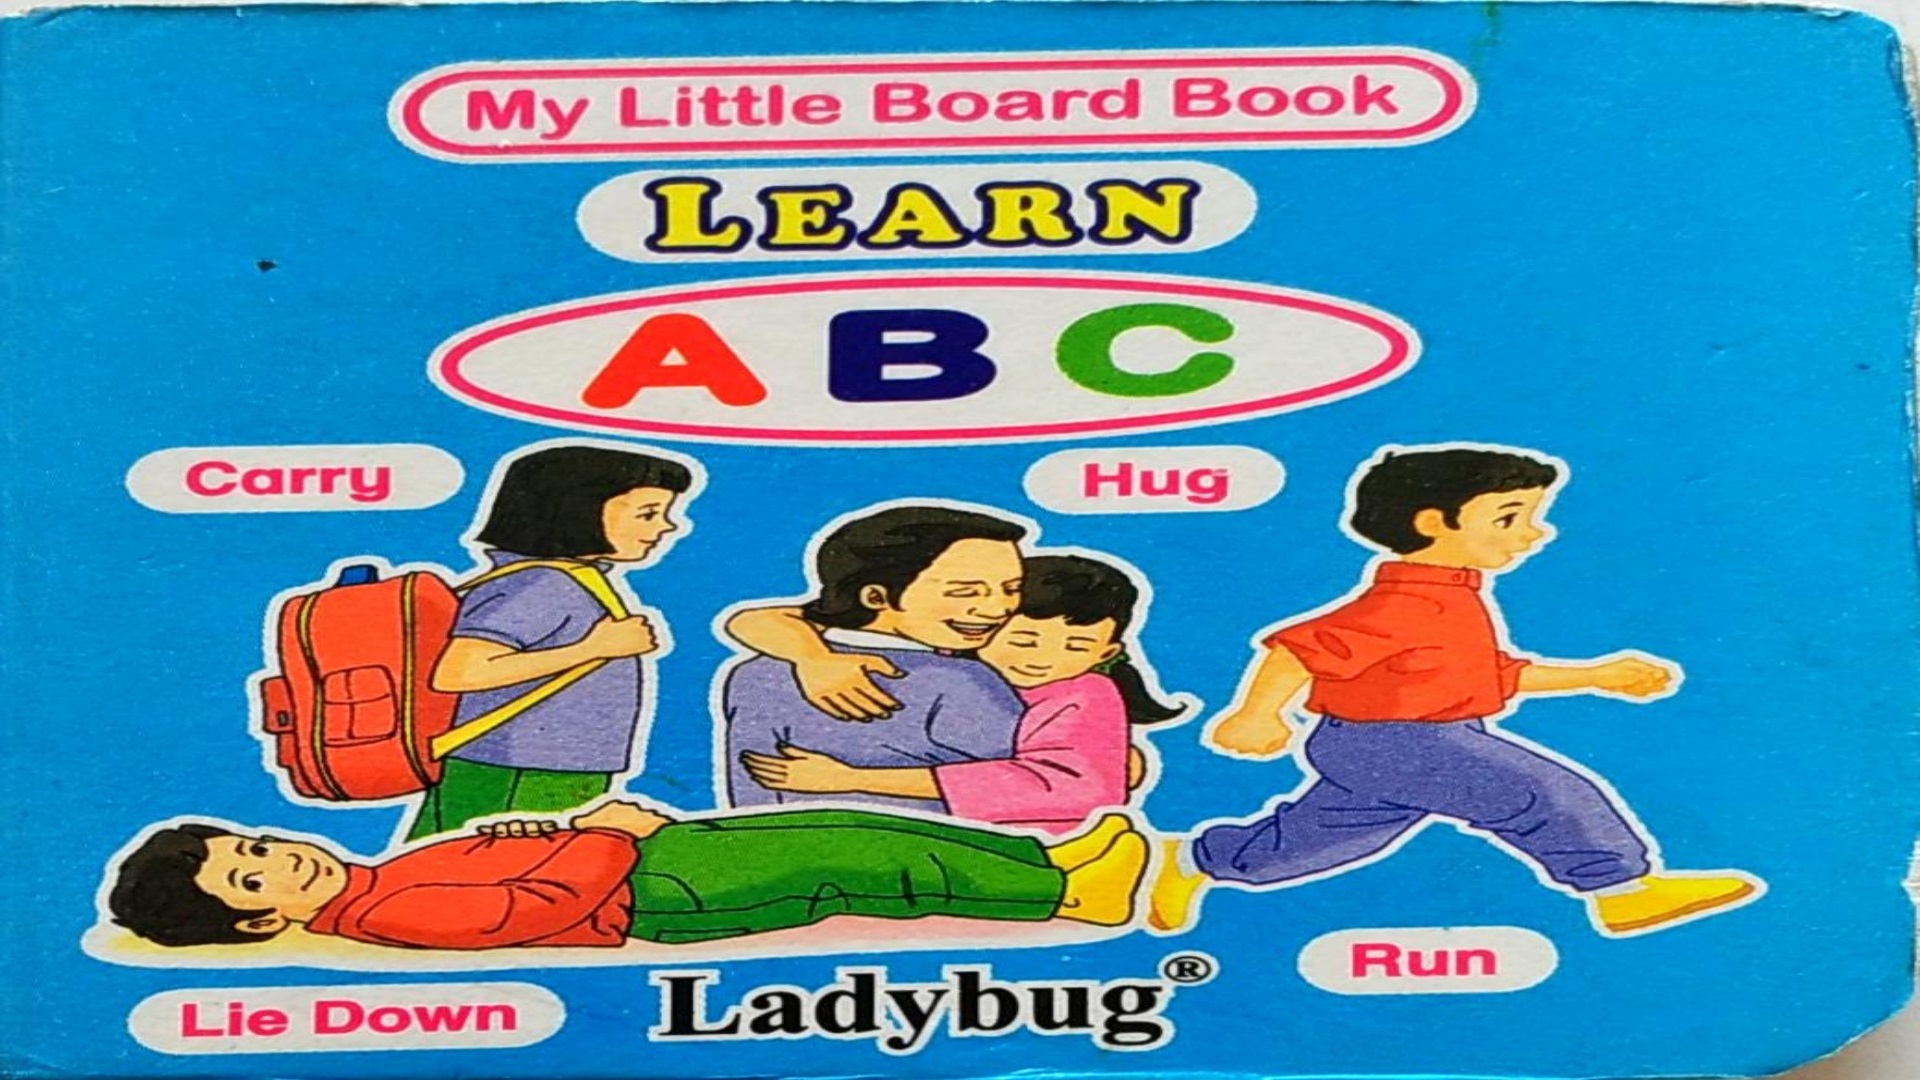 My Little Board Book
LEARN
A B C
Carry
Hug
Lie Down
Run
Ladybug®